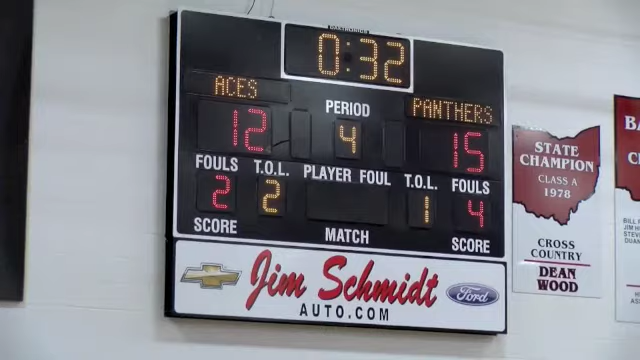 0:32
ACES
PANTHERS
12
PERIOD
4
15
FOULS T.O.L. PLAYER FOUL T.O.L. FOULS
2 2 1 4
SCORE MATCH SCORE
Jim Schmidt
AUTO.COM
Ford
STATE
CHAMPION
CLASS A
1978
CROSS
COUNTRY
DEAN
WOOD